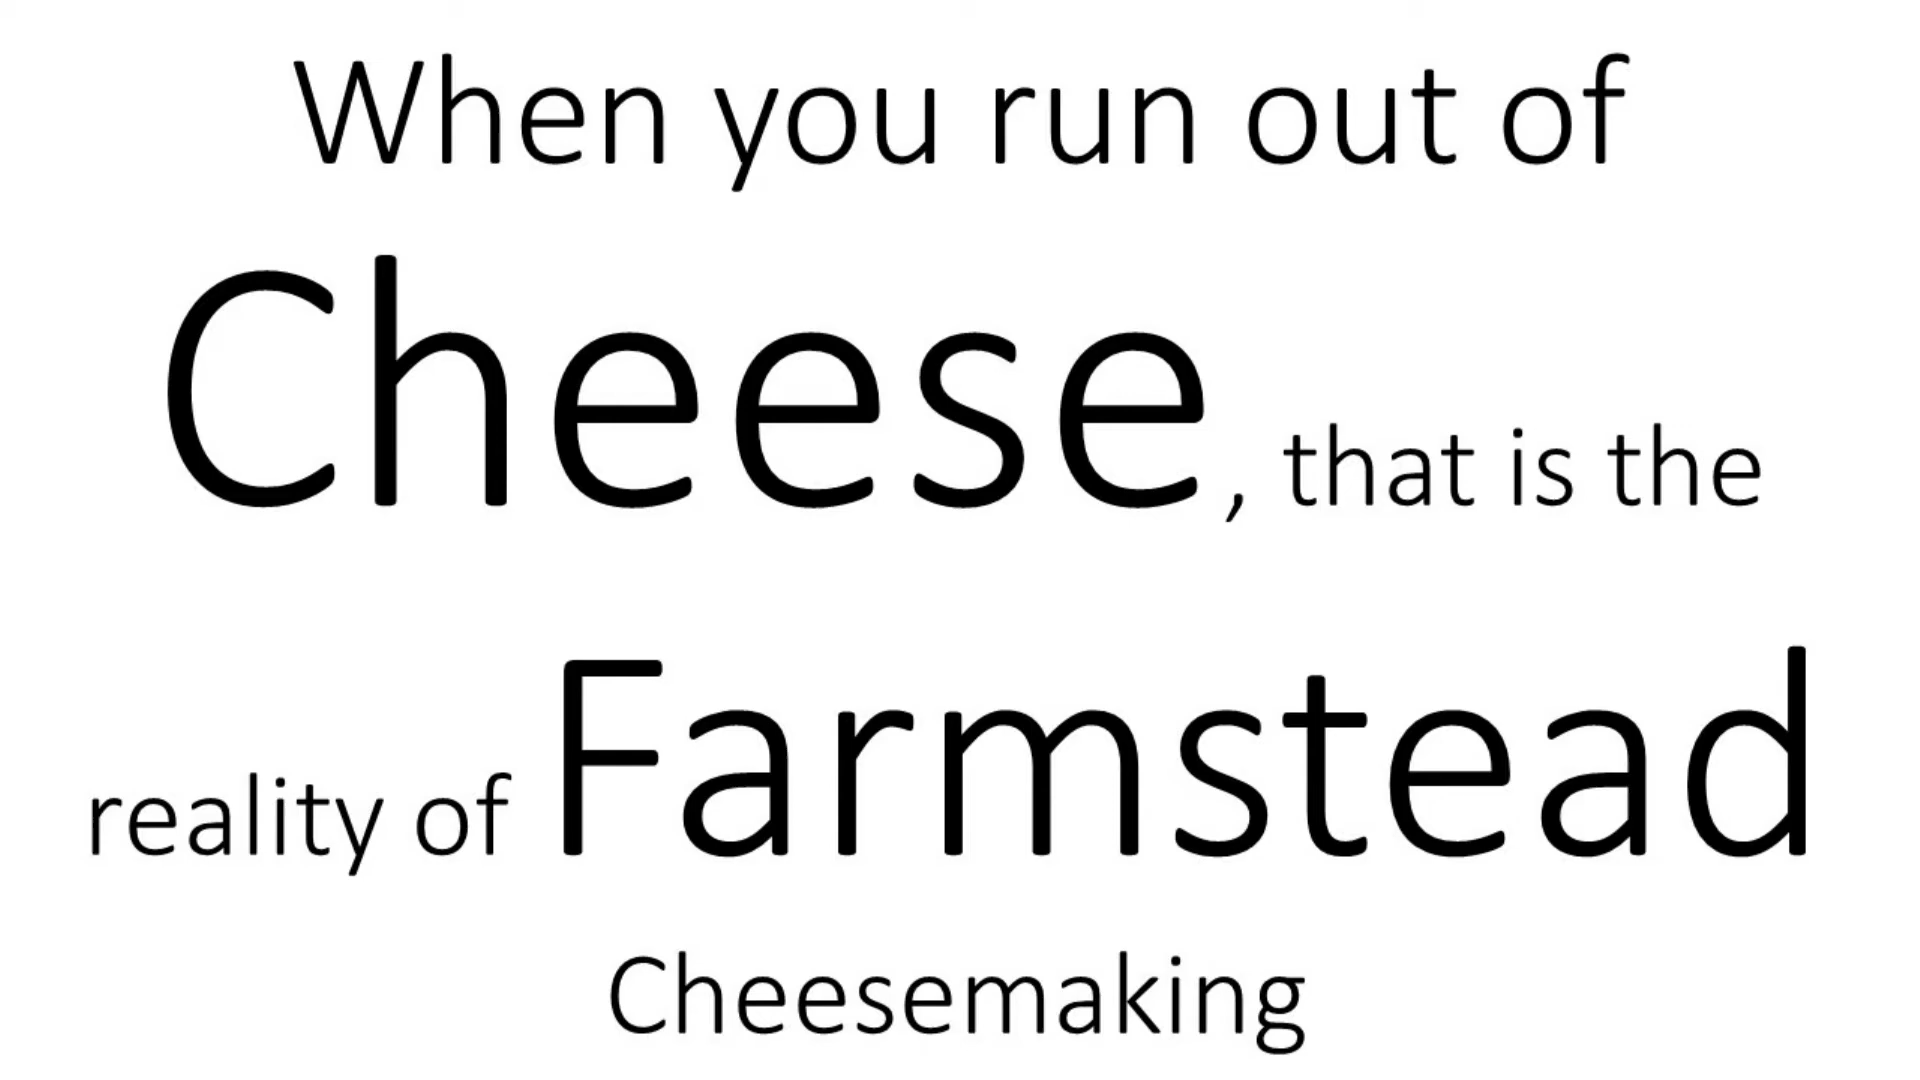 When you run out of
Cheese, that is the
reality of Farmstead
Cheesemaking